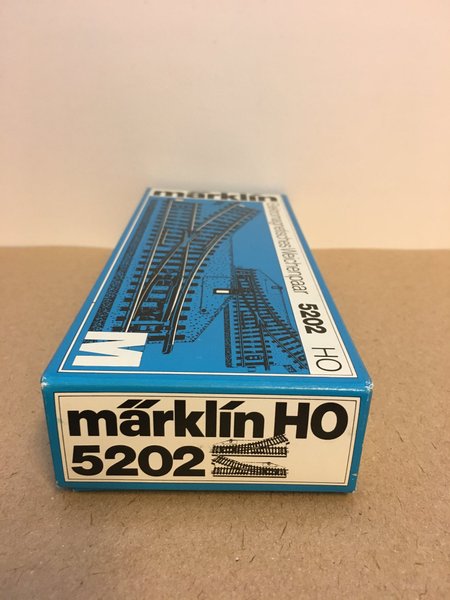 märklin
Elektromagnetisches Weichenpaar 5202 HO
M
märklin HO
5202